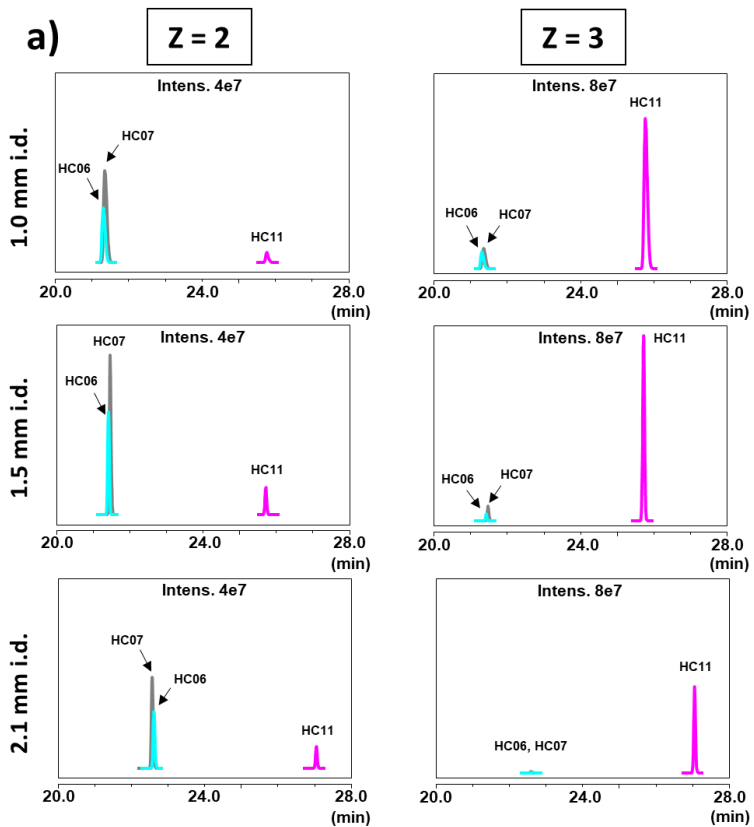 a)
Z = 2
Z = 3
1.0 mm i.d.
Intens. 4e7
HC07
HC06
HC11
20.0 24.0 28.0
(min)
Intens. 8e7
HC11
HC06
HC07
20.0 24.0 28.0
(min)
1.5 mm i.d.
Intens. 4e7
HC07
HC06
HC11
20.0 24.0 28.0
(min)
Intens. 8e7
HC11
HC06
HC07
20.0 24.0 28.0
(min)
2.1 mm i.d.
Intens. 4e7
HC07
HC06
HC11
20.0 24.0 28.0
(min)
Intens. 8e7
HC11
HC06, HC07
20.0 24.0 28.0
(min)